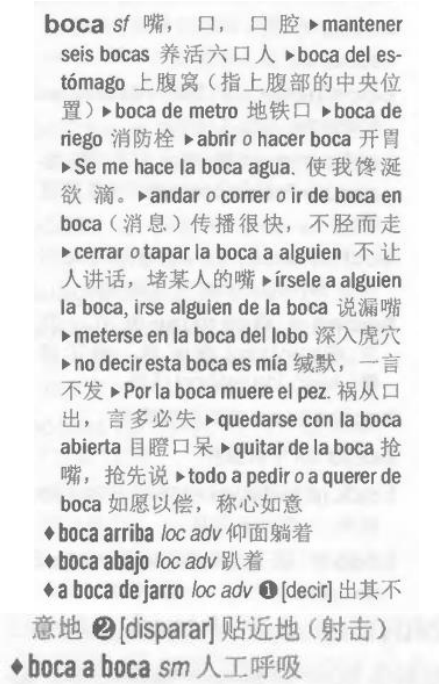 boca sf 嘴， 口， 口 腔 ▸mantener
seis bocas 养活六口人 ▸boca del es-
tómago 上腹窝（指上腹部的中央位
置）▸boca de metro 地铁口 ▸boca de
riego 消防栓 ▸abrir o hacer boca 开胃
▸Se me hace la boca agua. 使我馋涎
欲 滴。▸andar o correr o ir de boca en
boca（消息）传播很快，不胫而走
▸cerrar o tapar la boca a alguien 不 让
人讲话，堵某人的嘴 ▸írsele a alguien
la boca, irse alguien de la boca 说漏嘴
▸meterse en la boca del lobo 深入虎穴
▸no decir esta boca es mía 缄默，一言
不发 ▸Por la boca muere el pez. 祸从口
出，言多必失 ▸quedarse con la boca
abierta 目瞪口呆 ▸quitar de la boca 抢
嘴，抢先说 ▸todo a pedir o a querer de
boca 如愿以偿，称心如意
♦boca arriba loc adv 仰面躺着
♦boca abajo loc adv 趴着
♦a boca de jarro loc adv ❶[decir] 出其不
意地 ❷[disparar] 贴近地（射击）
♦boca a boca sm 人工呼吸